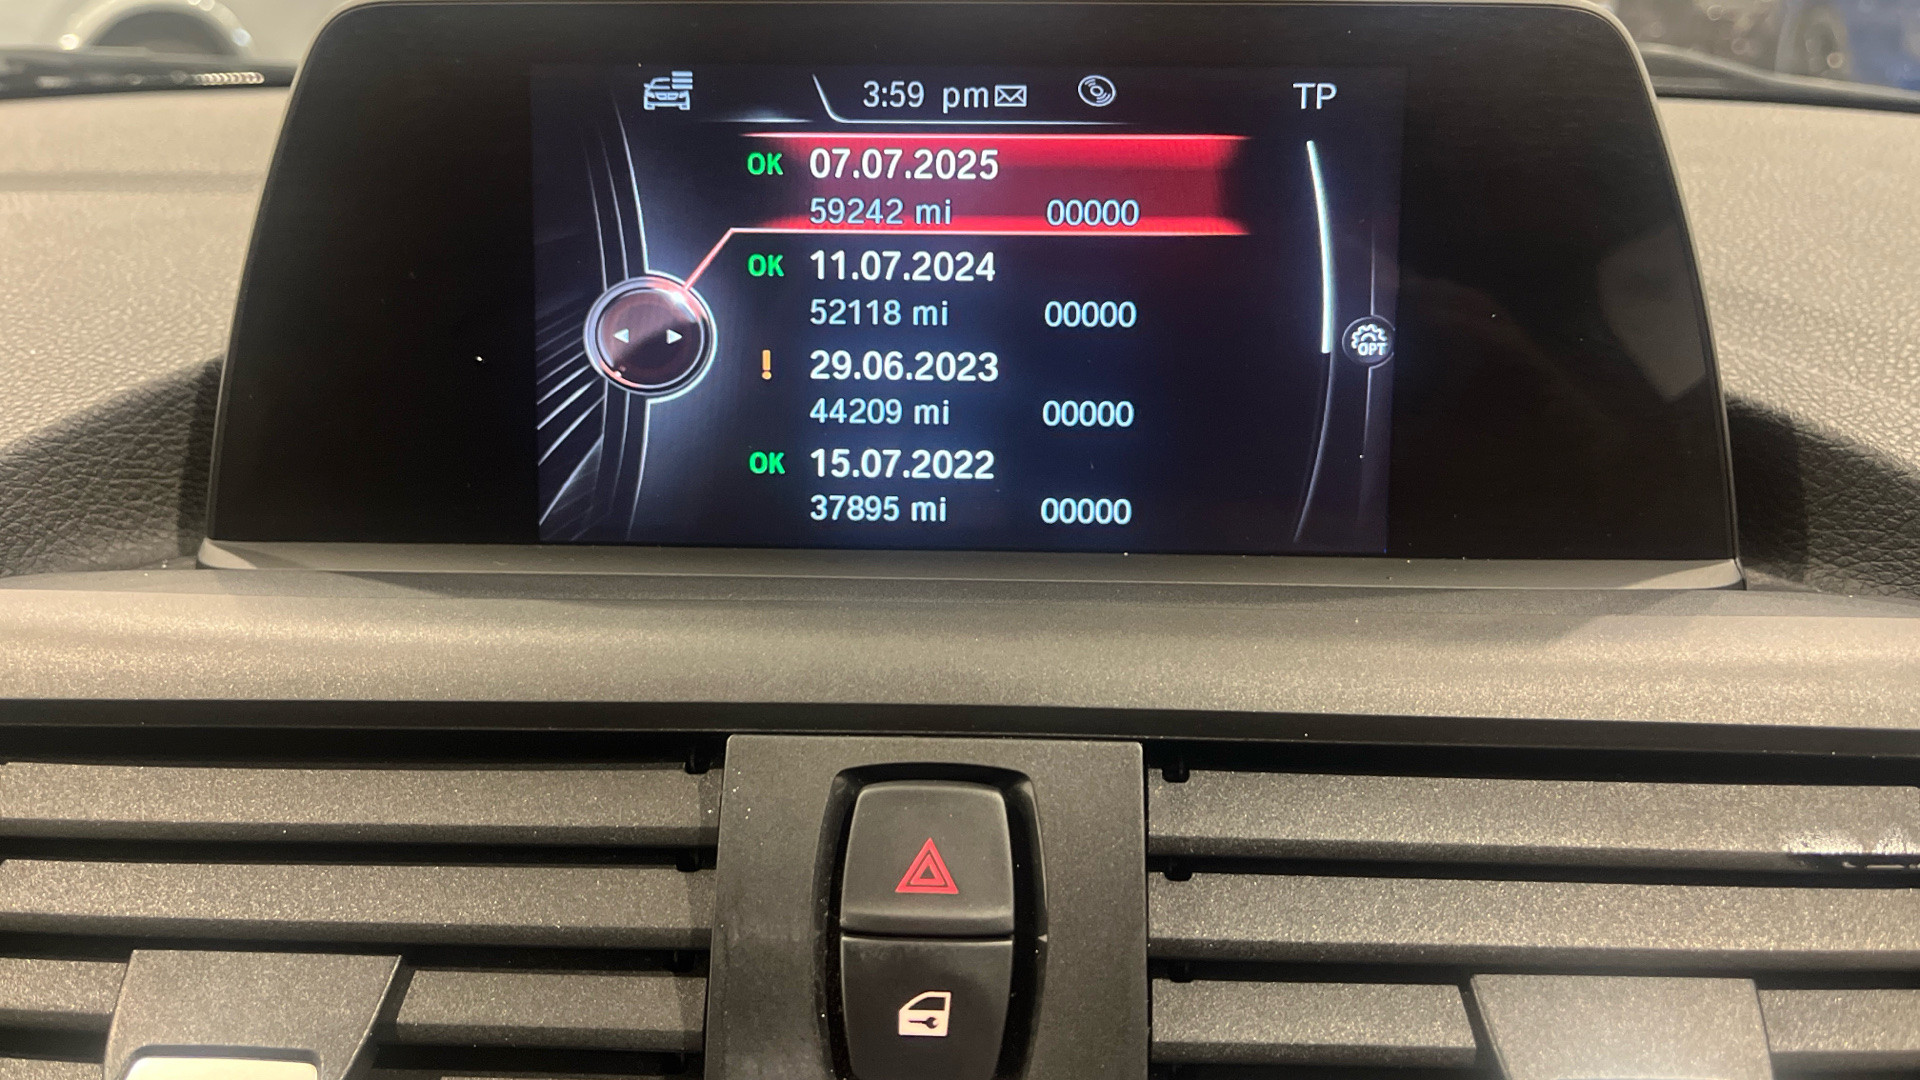 3:59 pm
TP
OK 07.07.2025
59242 mi 00000
OK 11.07.2024
52118 mi 00000
! 29.06.2023
44209 mi 00000
OK 15.07.2022
37895 mi 00000
OPT